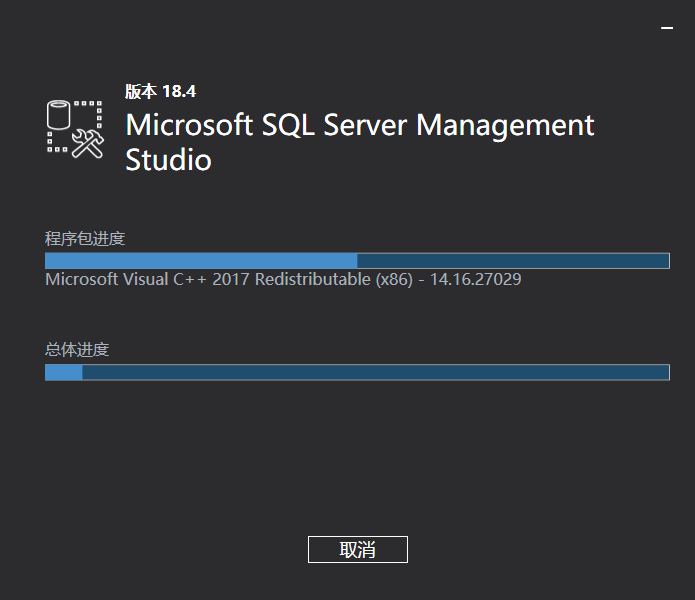 版本 18.4
Microsoft SQL Server Management
Studio
程序包进度
Microsoft Visual C++ 2017 Redistributable (x86) - 14.16.27029
总体进度
取消